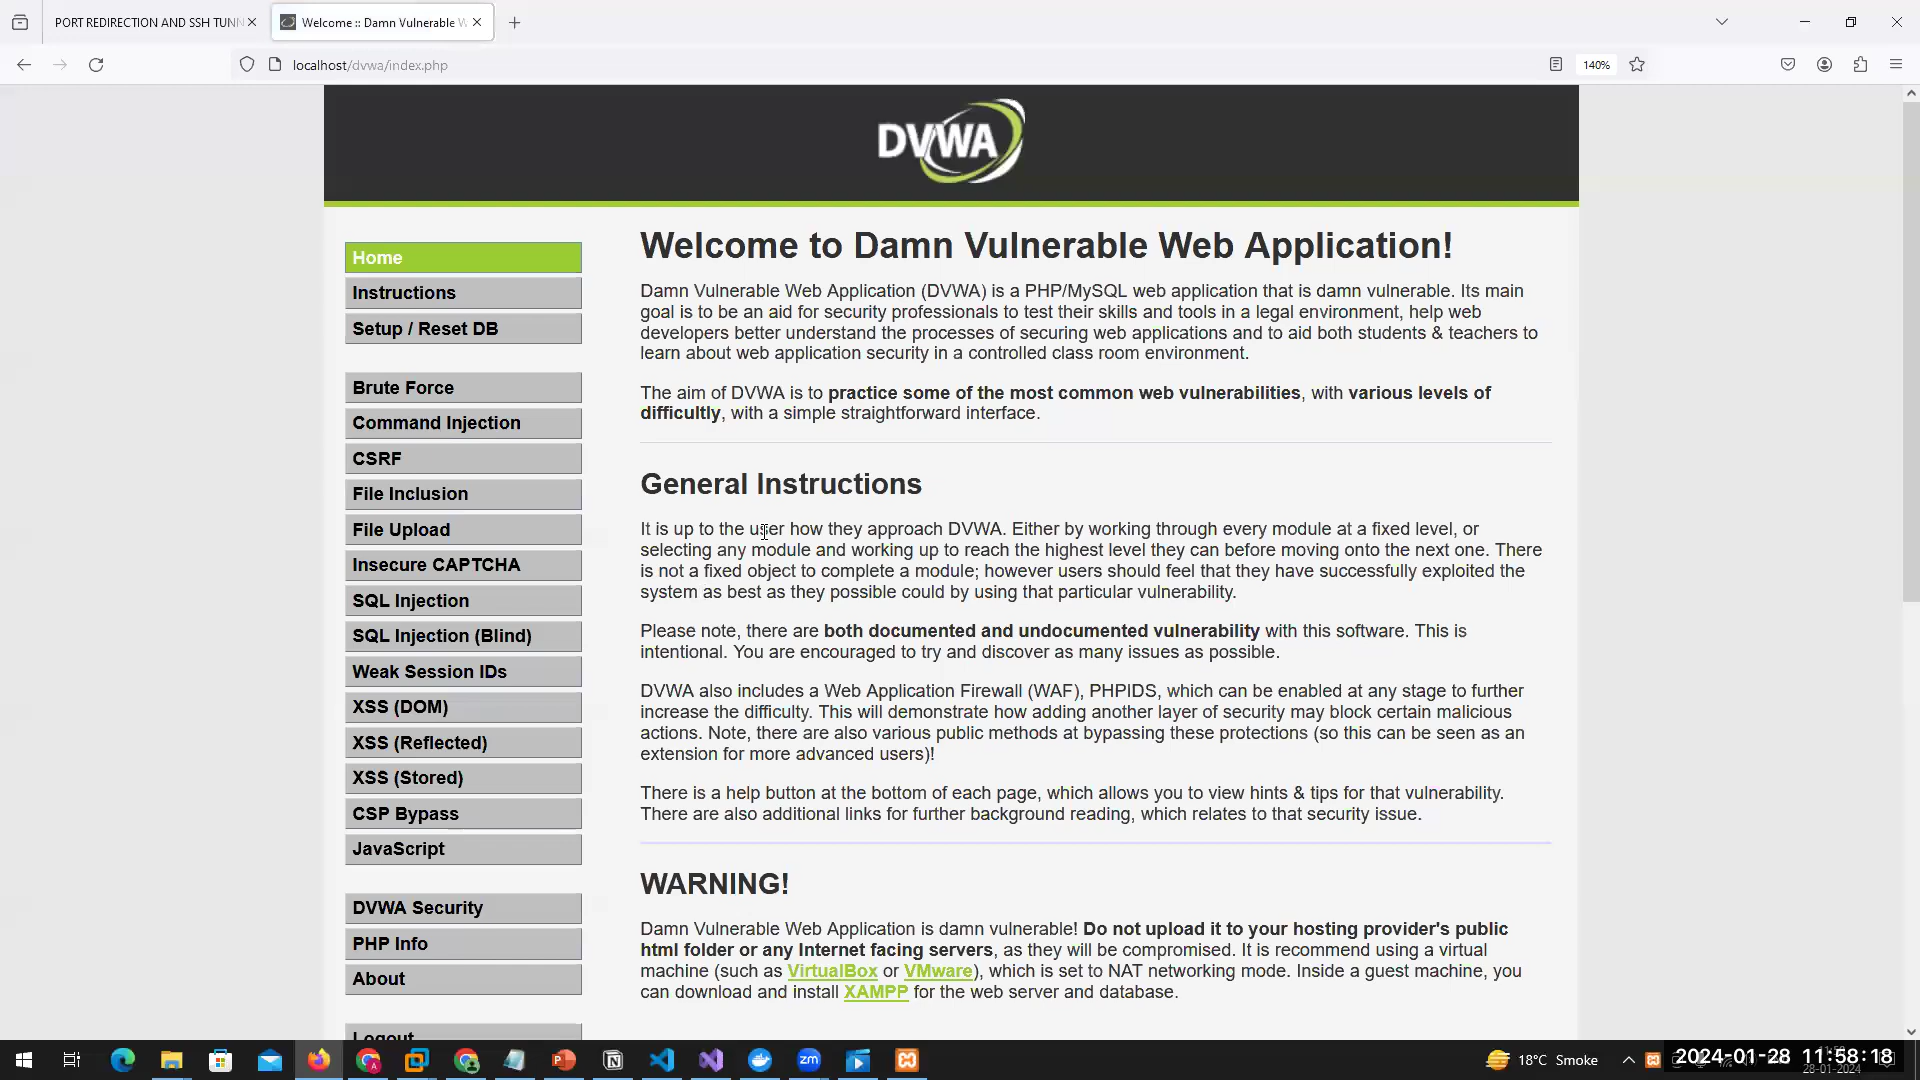 PORT REDIRECTION AND SSH TUNN
Welcome :: Damn Vulnerable W
localhost/dvwa/index.php
140%
DVWA
Home
Instructions
Setup / Reset DB
Brute Force
Command Injection
CSRF
File Inclusion
File Upload
Insecure CAPTCHA
SQL Injection
SQL Injection (Blind)
Weak Session IDs
XSS (DOM)
XSS (Reflected)
XSS (Stored)
CSP Bypass
JavaScript
DVWA Security
PHP Info
About
Logout
Welcome to Damn Vulnerable Web Application!
Damn Vulnerable Web Application (DVWA) is a PHP/MySQL web application that is damn vulnerable. Its main
goal is to be an aid for security professionals to test their skills and tools in a legal environment, help web
developers better understand the processes of securing web applications and to aid both students & teachers to
learn about web application security in a controlled class room environment.
The aim of DVWA is to practice some of the most common web vulnerabilities, with various levels of
difficultly, with a simple straightforward interface.
General Instructions
It is up to the user how they approach DVWA. Either by working through every module at a fixed level, or
selecting any module and working up to reach the highest level they can before moving onto the next one. There
is not a fixed object to complete a module; however users should feel that they have successfully exploited the
system as best as they possible could by using that particular vulnerability.
Please note, there are both documented and undocumented vulnerability with this software. This is
intentional. You are encouraged to try and discover as many issues as possible.
DVWA also includes a Web Application Firewall (WAF), PHPIDS, which can be enabled at any stage to further
increase the difficulty. This will demonstrate how adding another layer of security may block certain malicious
actions. Note, there are also various public methods at bypassing these protections (so this can be seen as an
extension for more advanced users)!
There is a help button at the bottom of each page, which allows you to view hints & tips for that vulnerability.
There are also additional links for further background reading, which relates to that security issue.
WARNING!
Damn Vulnerable Web Application is damn vulnerable! Do not upload it to your hosting provider's public
html folder or any Internet facing servers, as they will be compromised. It is recommend using a virtual
machine (such as VirtualBox or VMware), which is set to NAT networking mode. Inside a guest machine, you
can download and install XAMPP for the web server and database.
zm
18°C Smoke
2024-01-28 11:58:18
28-01-2024